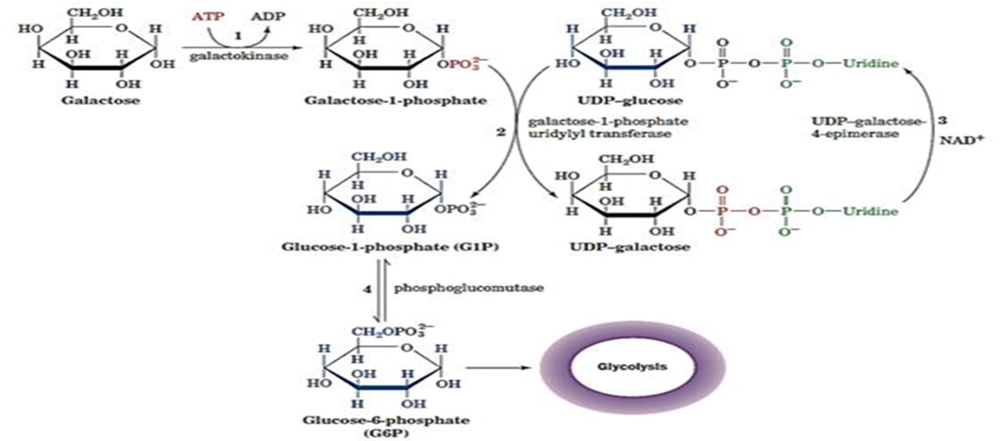 CH₂OH
HO
O
H
H
OH
H
H
OH
H
OH
Galactose
ATP
ADP
1
galactokinase
CH₂OH
HO
O
H
H
OH
H
H
OPO₃²⁻
H
OH
Galactose-1-phosphate
CH₂OH
H
O
H
H
OH
H
HO
O—P—O—P—O—Uridine
O
O
O⁻
O⁻
H
OH
UDP–glucose
2
galactose-1-phosphate
uridylyl transferase
UDP–galactose-
4-epimerase
3
NAD⁺
CH₂OH
H
O
H
H
OH
H
HO
OPO₃²⁻
H
OH
Glucose-1-phosphate (G1P)
CH₂OH
HO
O
H
H
OH
H
H
O—P—O—P—O—Uridine
O
O
O⁻
O⁻
H
OH
UDP–galactose
4
phosphoglucomutase
CH₂OPO₃²⁻
H
O
H
H
OH
H
HO
OH
H
OH
Glucose-6-phosphate
(G6P)
Glycolysis